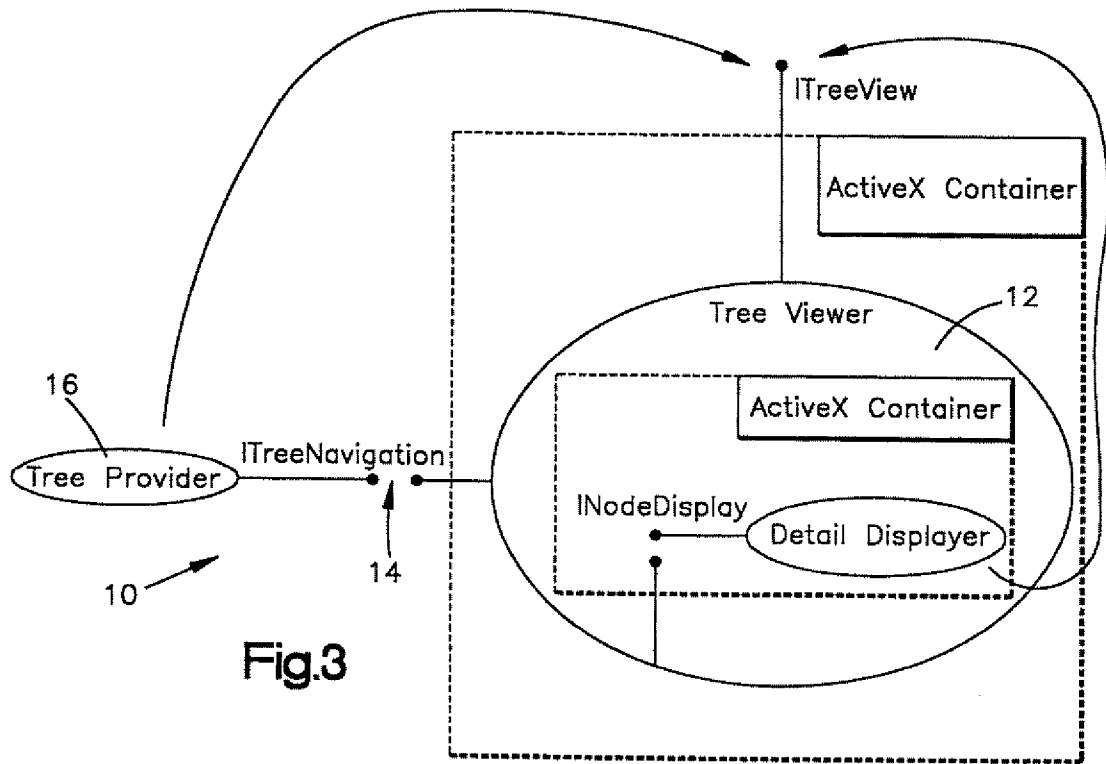 ITreeView
ActiveX Container
Tree Viewer
12
ActiveX Container
16
ITreeNavigation
Tree Provider
INodeDisplay
Detail Displayer
14
10
Fig.3